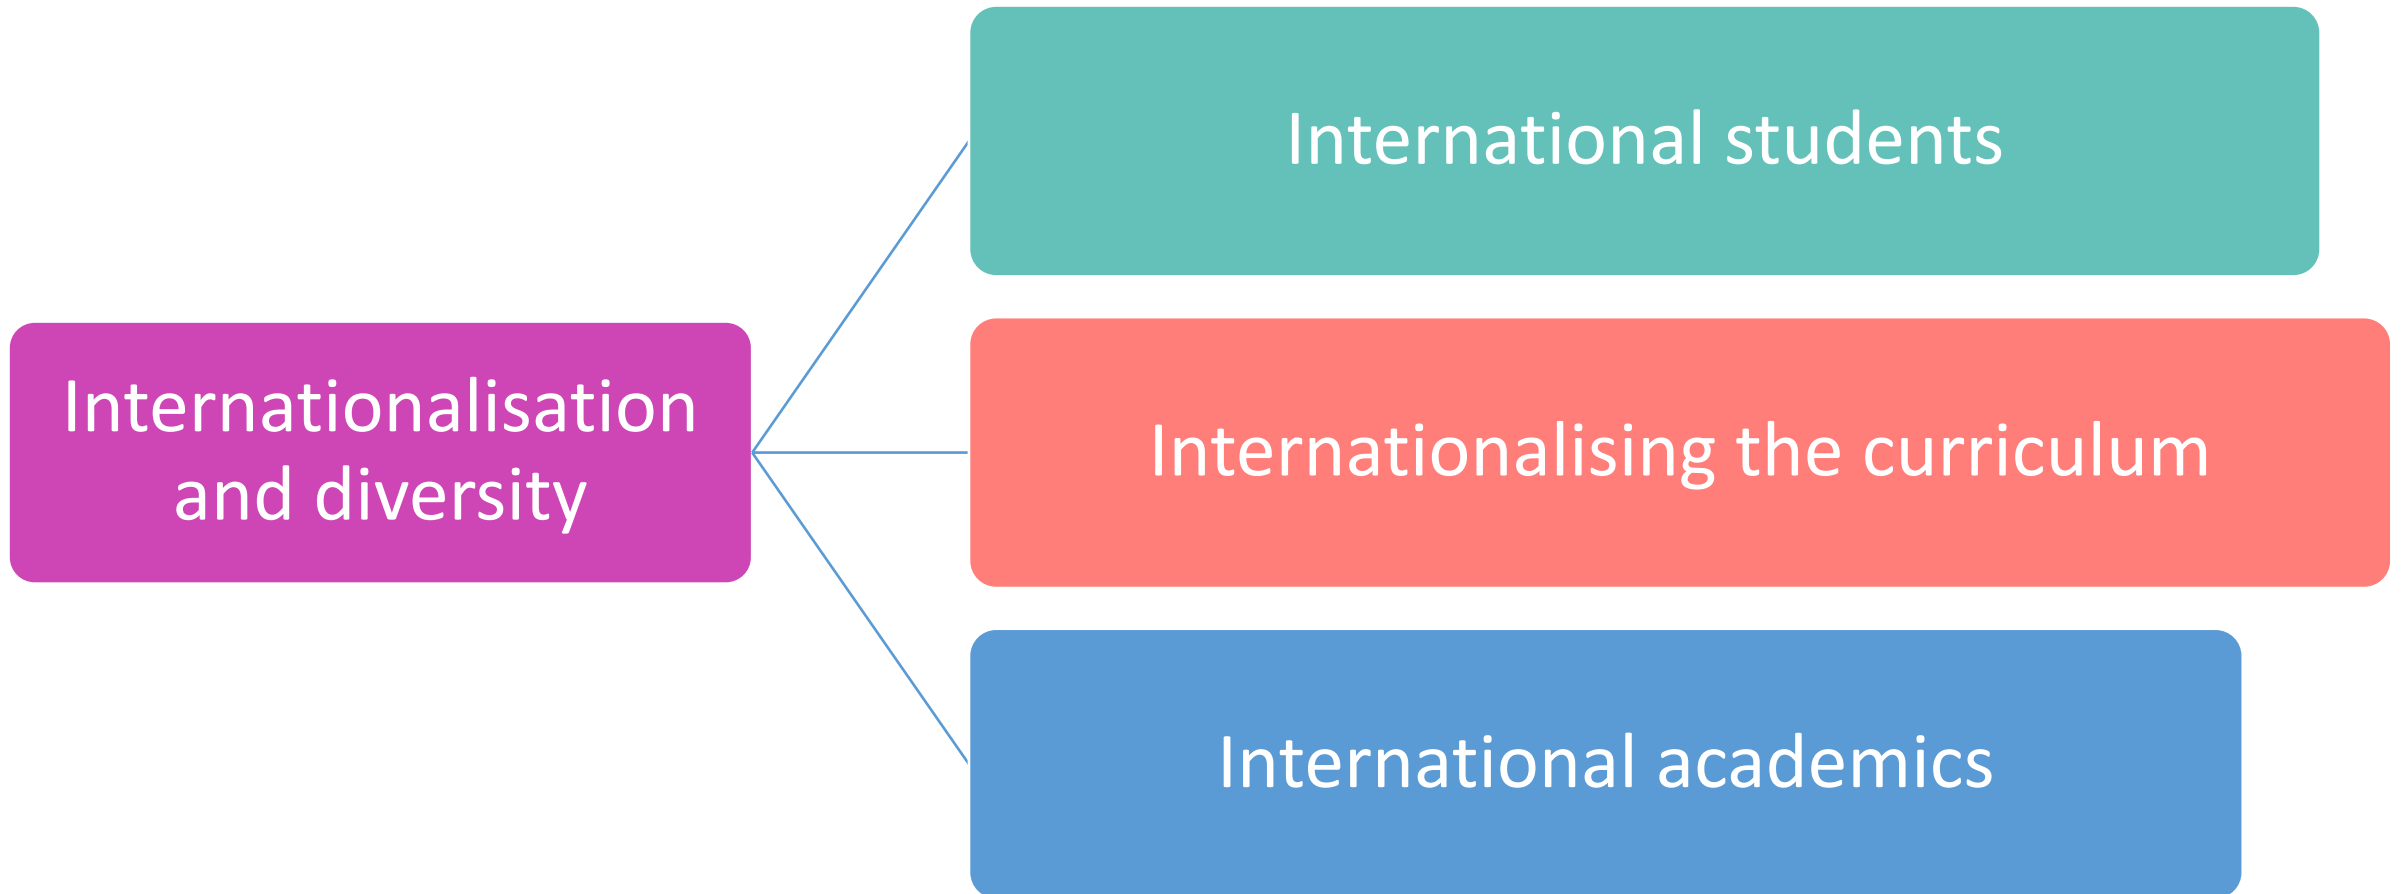 International students
Internationalisation
and diversity
Internationalising the curriculum
International academics